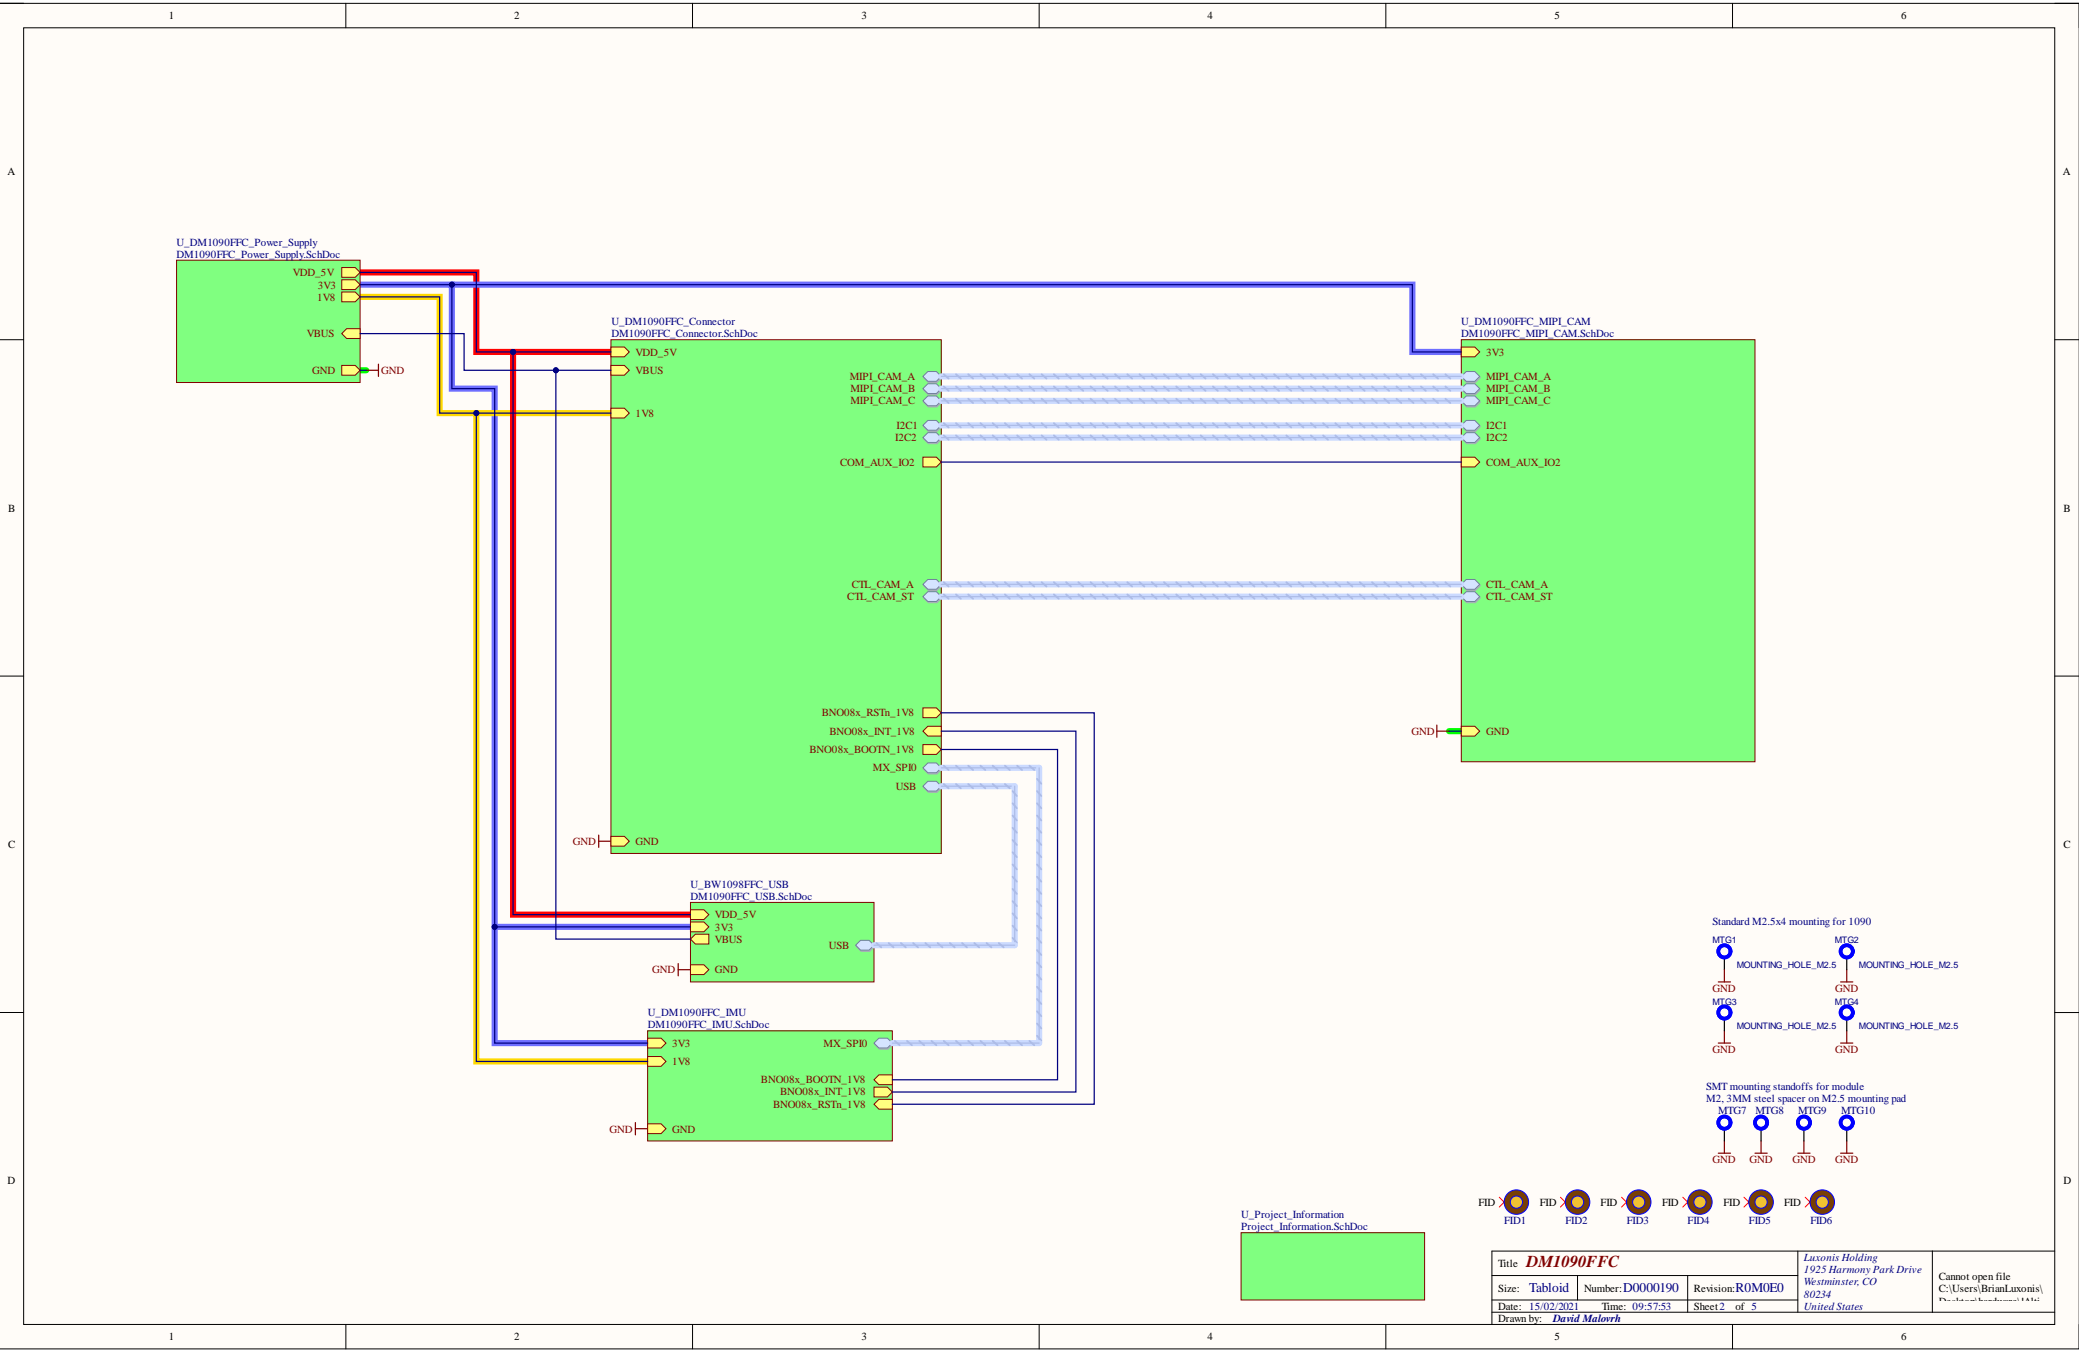 1 2 3 4 5 6
A A
B B
C C
D D
U_DM1090FFC_Power_Supply
DM1090FFC_Power_Supply.SchDoc
VDD_5V
3V3
1V8
VBUS
GND GND
U_DM1090FFC_Connector
DM1090FFC_Connector.SchDoc
VDD_5V
VBUS
1V8
MIPI_CAM_A
MIPI_CAM_B
MIPI_CAM_C
I2C1
I2C2
COM_AUX_IO2
CTL_CAM_A
CTL_CAM_ST
BNO08x_RSTn_1V8
BNO08x_INT_1V8
BNO08x_BOOTN_1V8
MX_SPI0
USB
GND GND
U_DM1090FFC_MIPI_CAM
DM1090FFC_MIPI_CAM.SchDoc
3V3
MIPI_CAM_A
MIPI_CAM_B
MIPI_CAM_C
I2C1
I2C2
COM_AUX_IO2
CTL_CAM_A
CTL_CAM_ST
GND GND
U_BW1098FFC_USB
DM1090FFC_USB.SchDoc
VDD_5V
3V3
VBUS
USB
GND GND
U_DM1090FFC_IMU
DM1090FFC_IMU.SchDoc
3V3 MX_SPI0
1V8
BNO08x_BOOTN_1V8
BNO08x_INT_1V8
BNO08x_RSTn_1V8
GND GND
Standard M2.5x4 mounting for 1090
MTG1 MTG2
MOUNTING_HOLE_M2.5 MOUNTING_HOLE_M2.5
GND GND
MTG3 MTG4
MOUNTING_HOLE_M2.5 MOUNTING_HOLE_M2.5
GND GND
SMT mounting standoffs for module
M2, 3MM steel spacer on M2.5 mounting pad
MTG7 MTG8 MTG9 MTG10
GND GND GND GND
FID FID FID FID FID FID
FID1 FID2 FID3 FID4 FID5 FID6
U_Project_Information
Project_Information.SchDoc
Title DM1090FFC
Size: Tabloid Number:D0000190 Revision:R0M0E0
Date: 15/02/2021 Time: 09:57:53 Sheet2 of 5
Drawn by: David Malovrh
Luxonis Holding
1925 Harmony Park Drive
Westminster, CO
80234
United States
Cannot open file
C:\Users\BrianLuxonis\
1 2 3 4 5 6